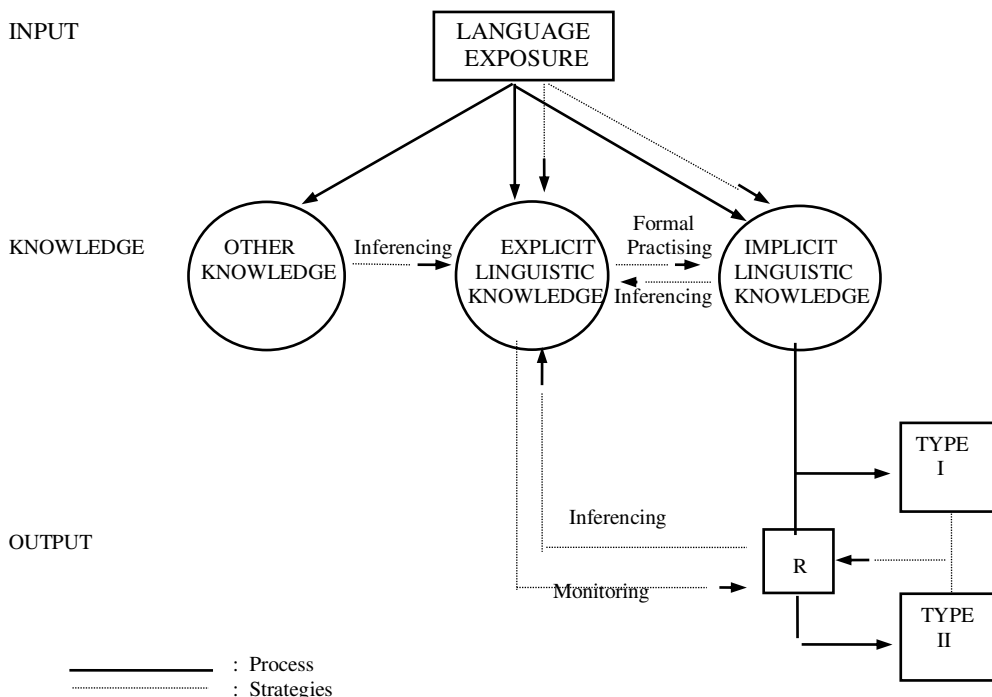 INPUT
LANGUAGE
EXPOSURE
KNOWLEDGE
OTHER
KNOWLEDGE
Inferencing
EXPLICIT
LINGUISTIC
KNOWLEDGE
Formal
Practising
Inferencing
IMPLICIT
LINGUISTIC
KNOWLEDGE
TYPE
I
Inferencing
OUTPUT
R
Monitoring
TYPE
II
: Process
: Strategies